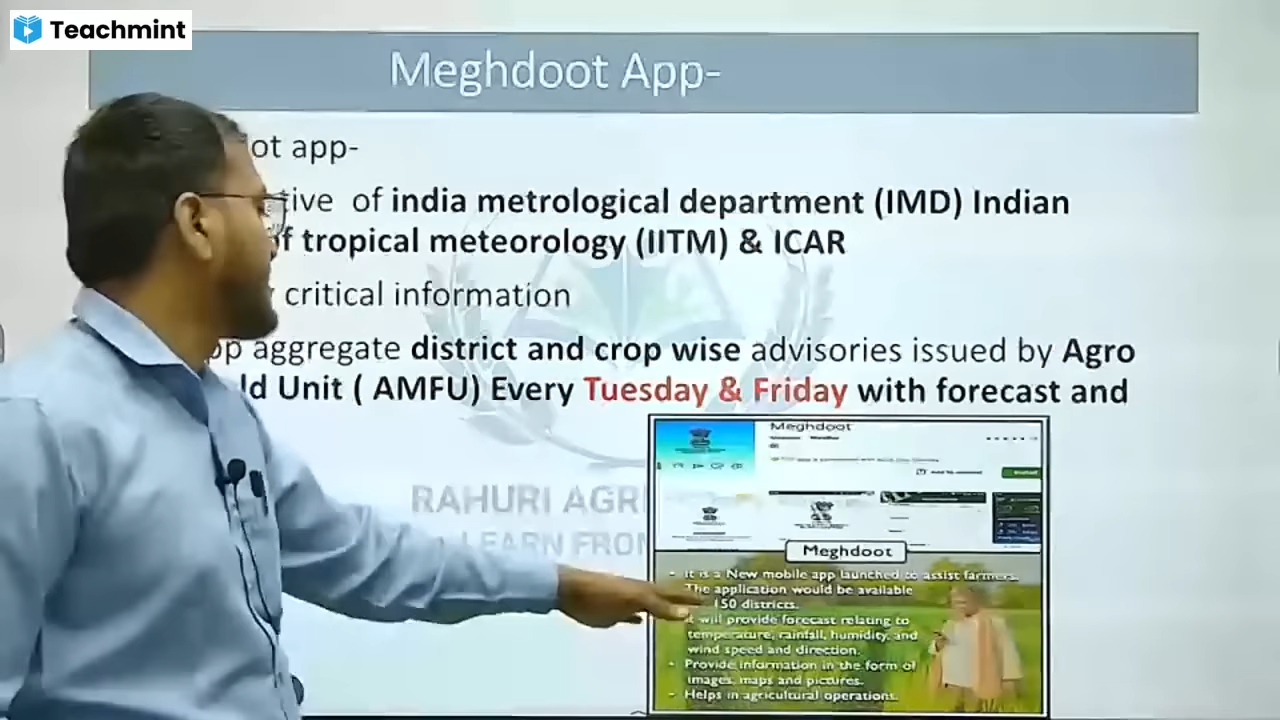 Teachmint
Meghdoot App-
ot app-
tive of india metrological department (IMD) Indian
of tropical meteorology (IITM) & ICAR
critical information
pp aggregate district and crop wise advisories issued by Agro
ld Unit ( AMFU) Every Tuesday & Friday with forecast and
RAHURI AGRI
LEARN FROM
Meghdoot
Meghdoot
• It is a New mobile app launched to assist farmers.
The application would be available
150 districts.
It will provide forecast relating to
temperature, rainfall, humidity, and
wind speed and direction.
• Provide information in the form of
images, maps and pictures.
• Helps in agricultural operations.